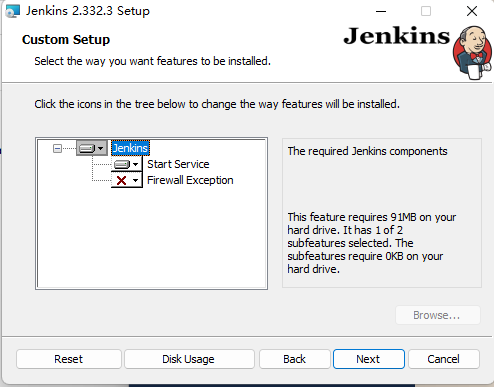 Jenkins 2.332.3 Setup
Custom Setup
Select the way you want features to be installed.
Jenkins
Click the icons in the tree below to change the way features will be installed.
Jenkins
Start Service
Firewall Exception
The required Jenkins components
This feature requires 91MB on your
hard drive. It has 1 of 2
subfeatures selected. The
subfeatures require 0KB on your
hard drive.
Browse...
Reset
Disk Usage
Back
Next
Cancel